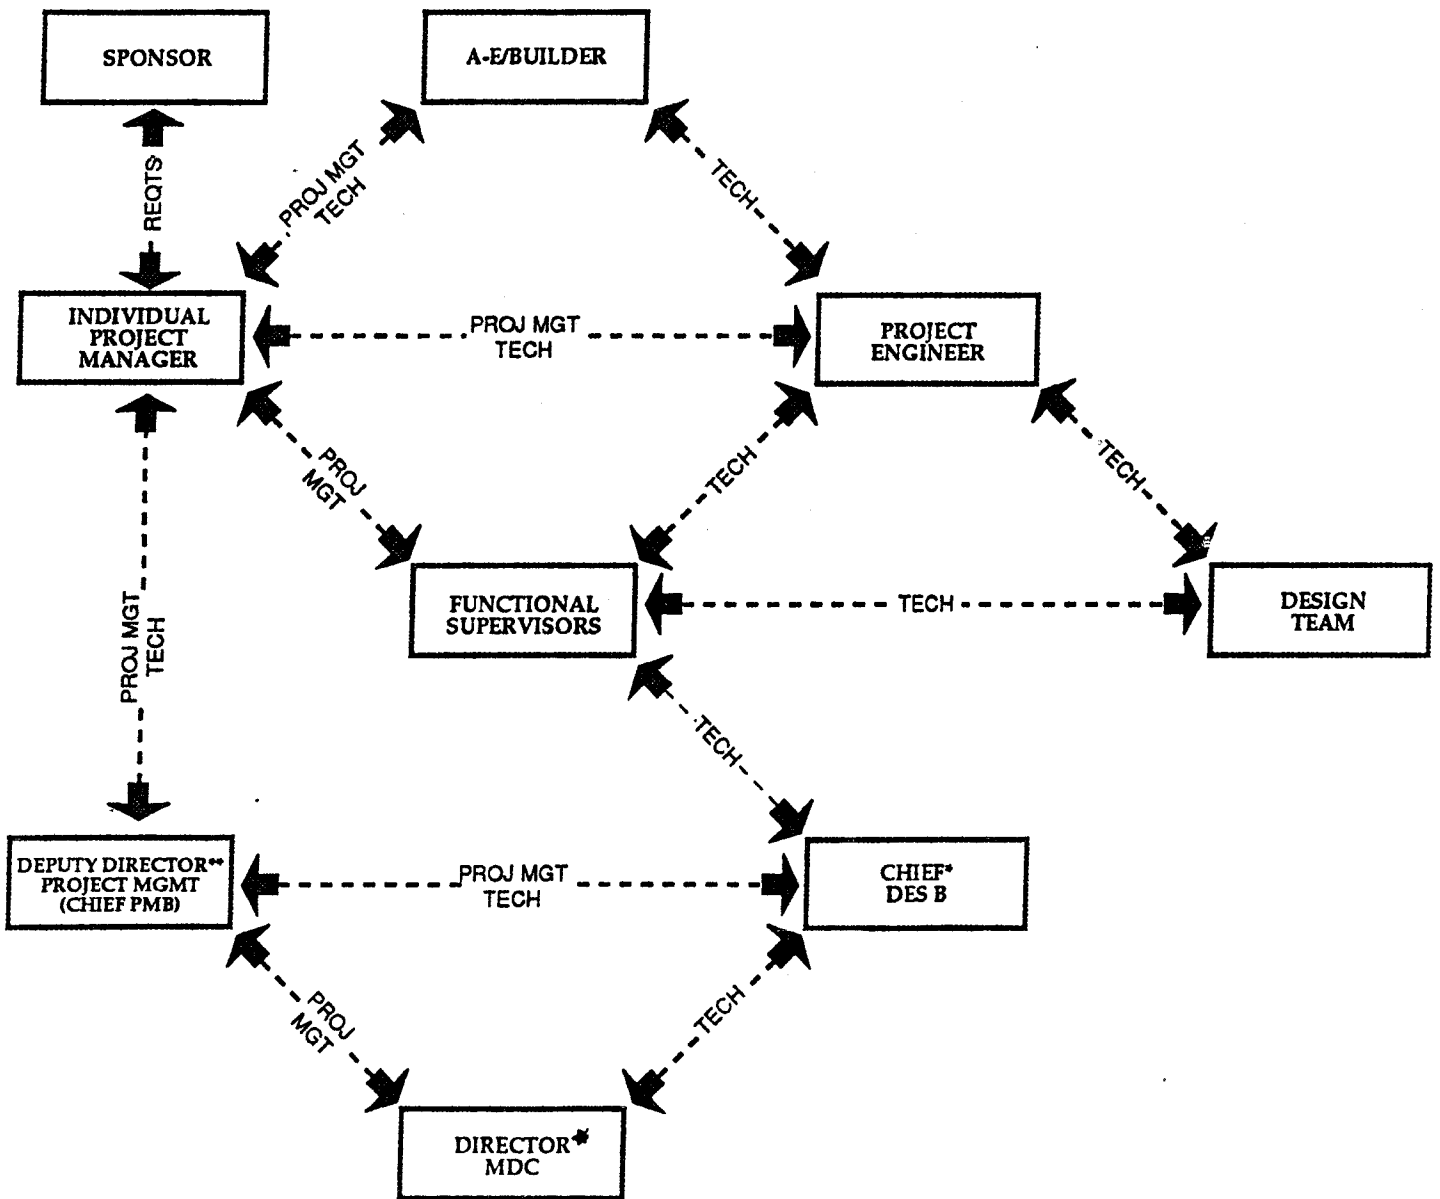 SPONSOR
A-E/BUILDER
REQTS
PROJ MGT
TECH
TECH
INDIVIDUAL
PROJECT
MANAGER
PROJ MGT
TECH
PROJECT
ENGINEER
PROJ
MGT
TECH
TECH
PROJ MGT
TECH
FUNCTIONAL
SUPERVISORS
TECH
DESIGN
TEAM
TECH
DEPUTY DIRECTOR**
PROJECT MGMT
(CHIEF PMB)
PROJ MGT
TECH
CHIEF*
DES B
PROJ
MGT
TECH
DIRECTOR*
MDC